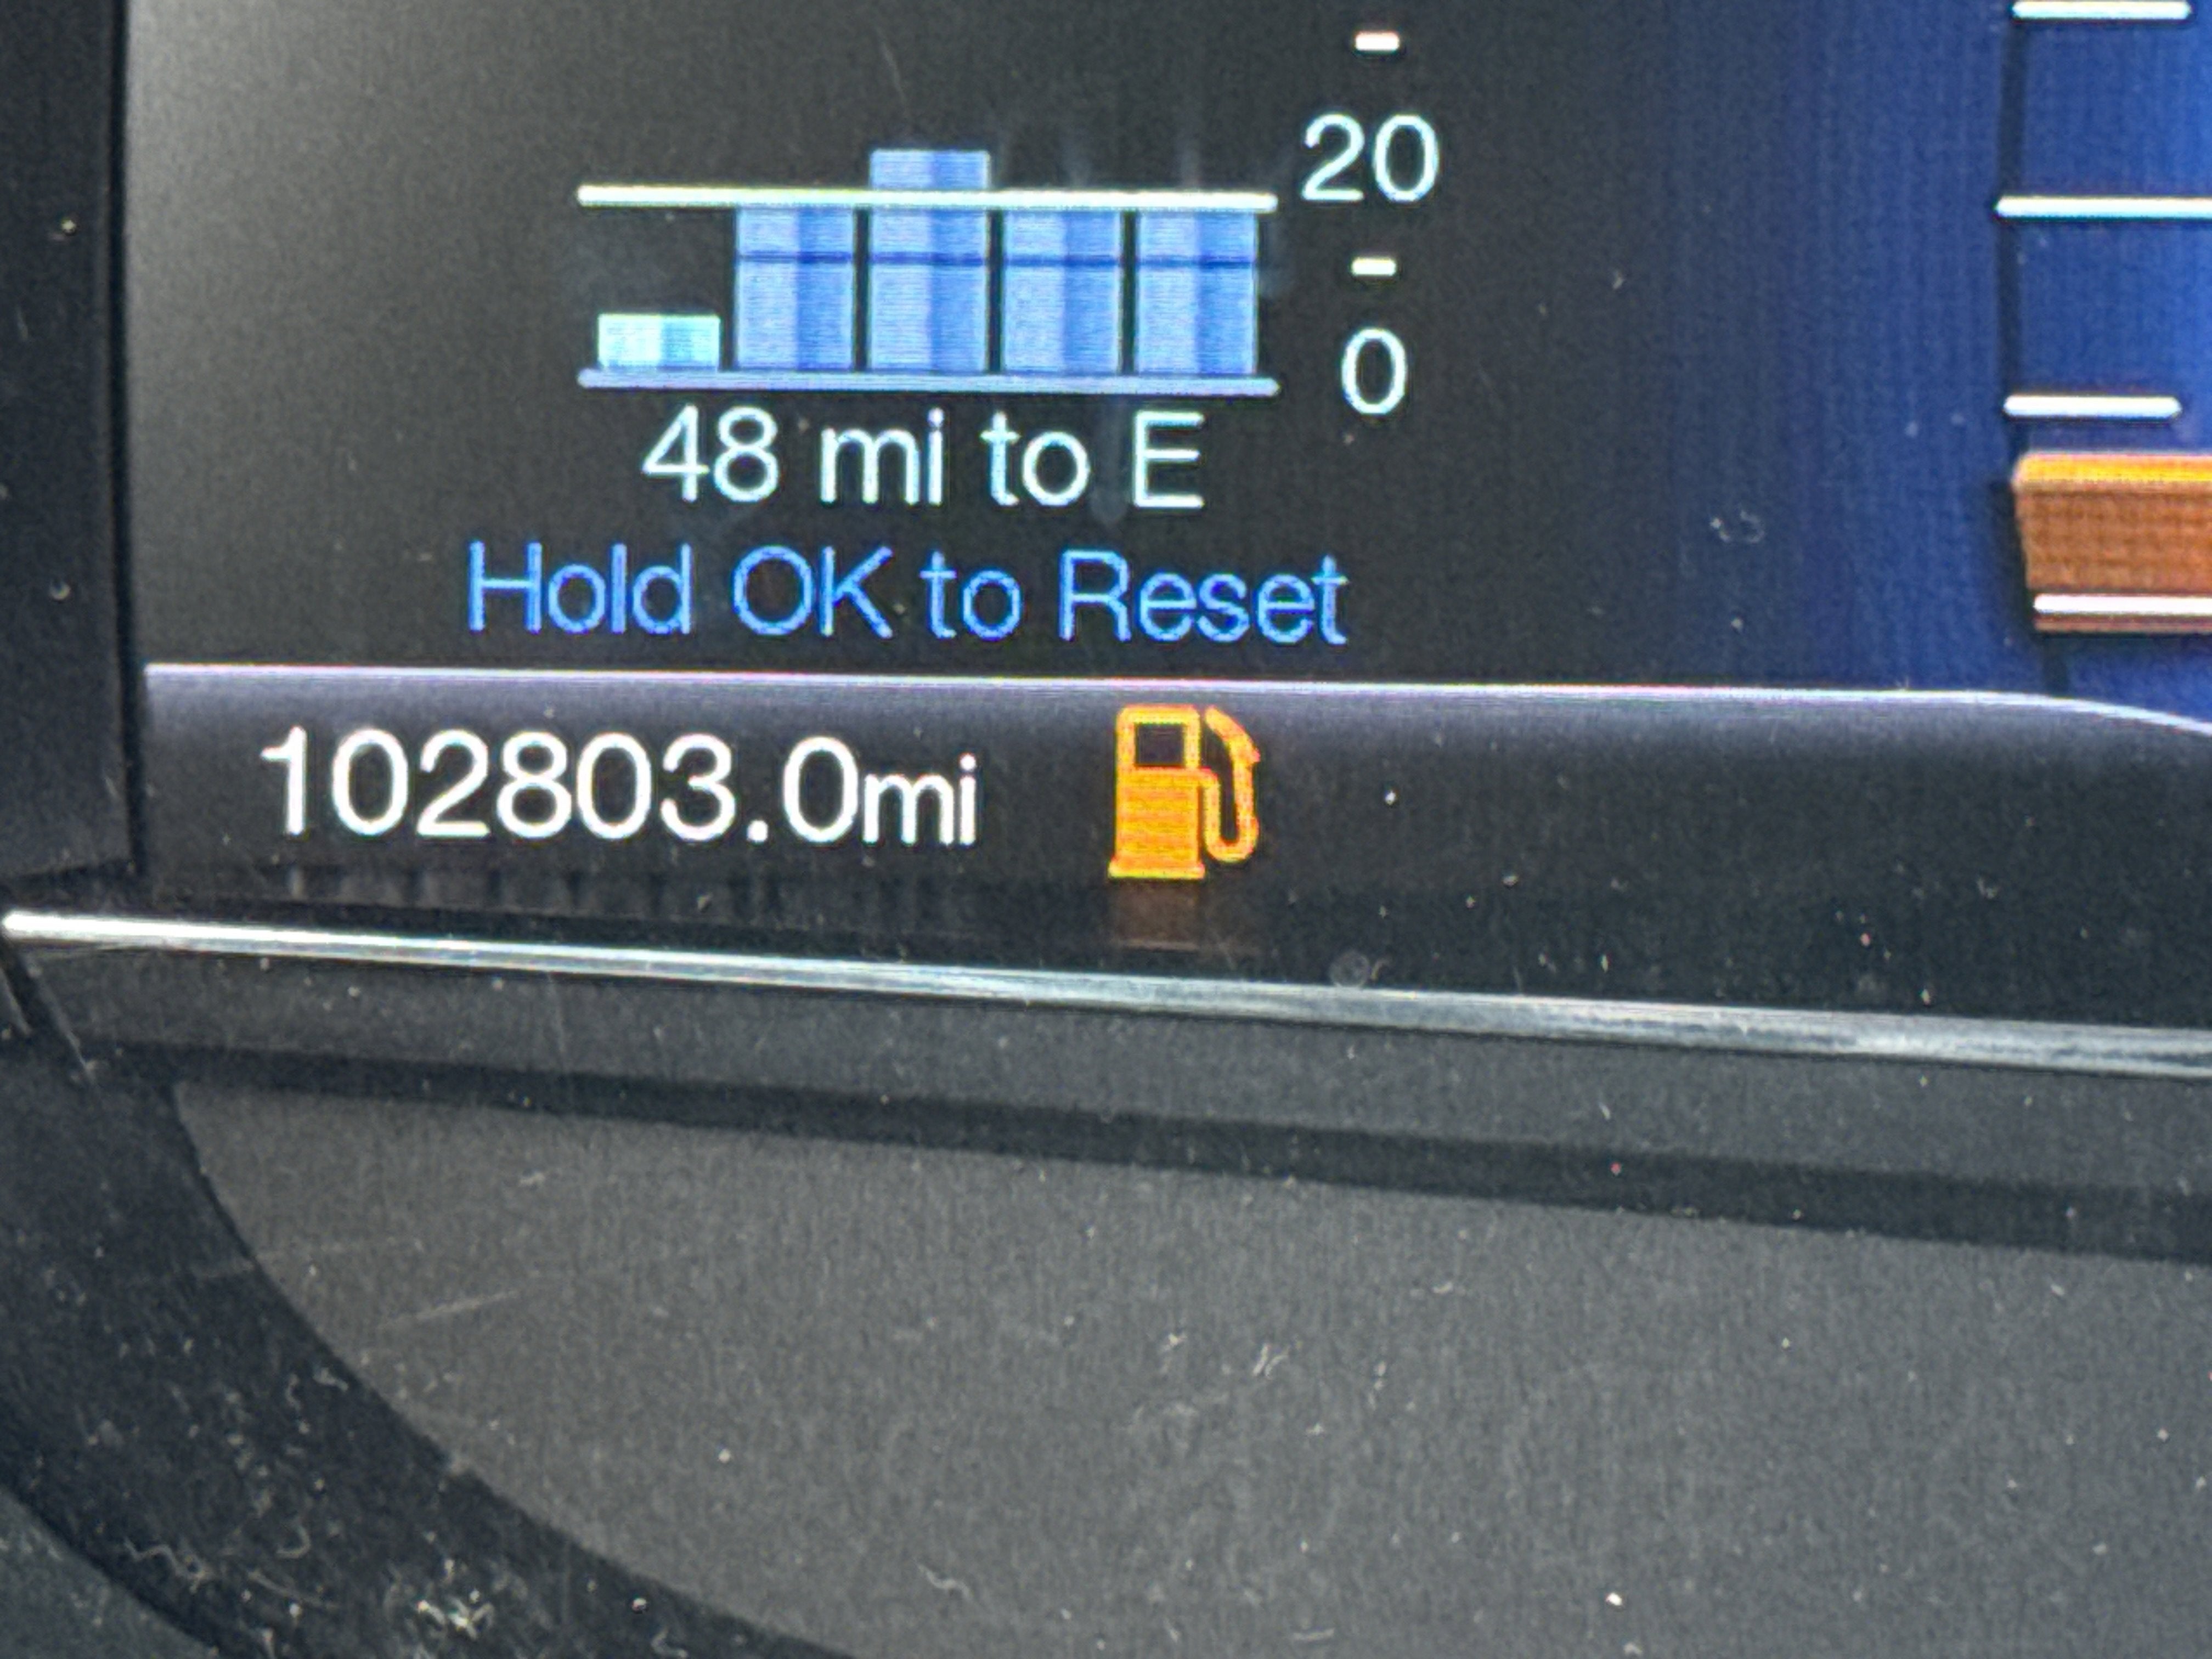 20
0
48 mi to E
Hold OK to Reset
102803.0mi